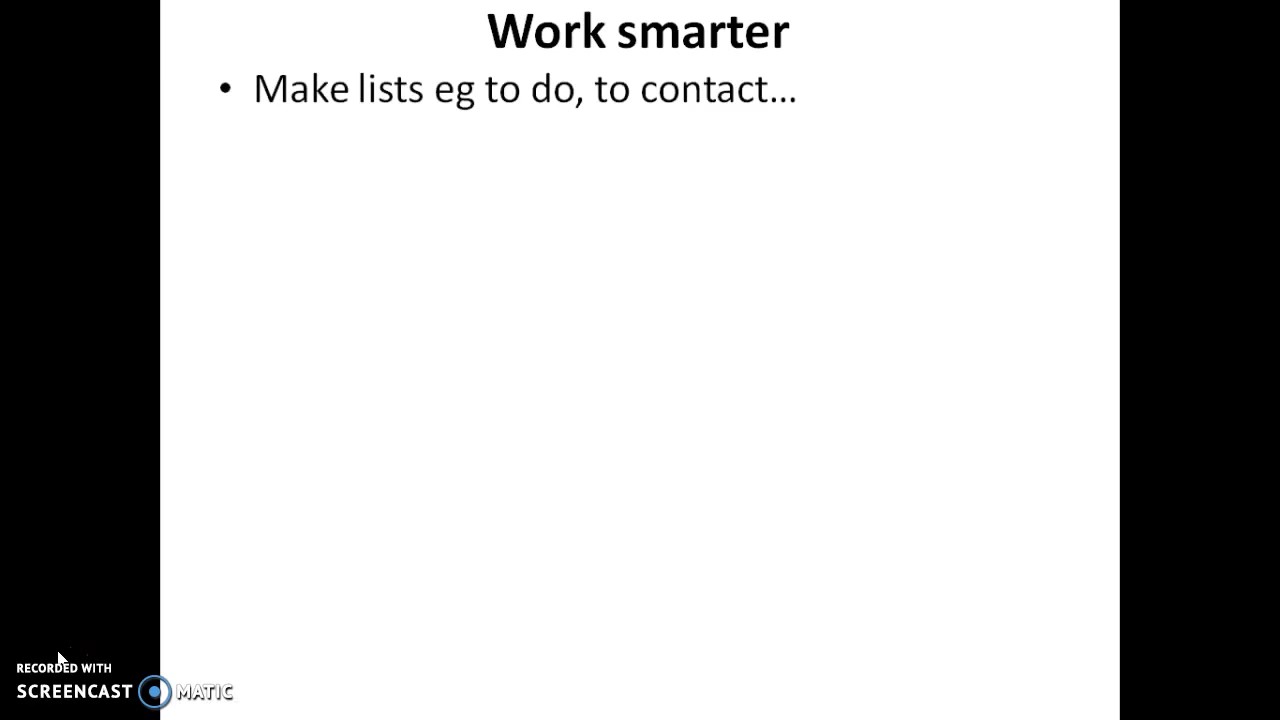 Work smarter
• Make lists eg to do, to contact...
RECORDED WITH
SCREENCAST MATIC